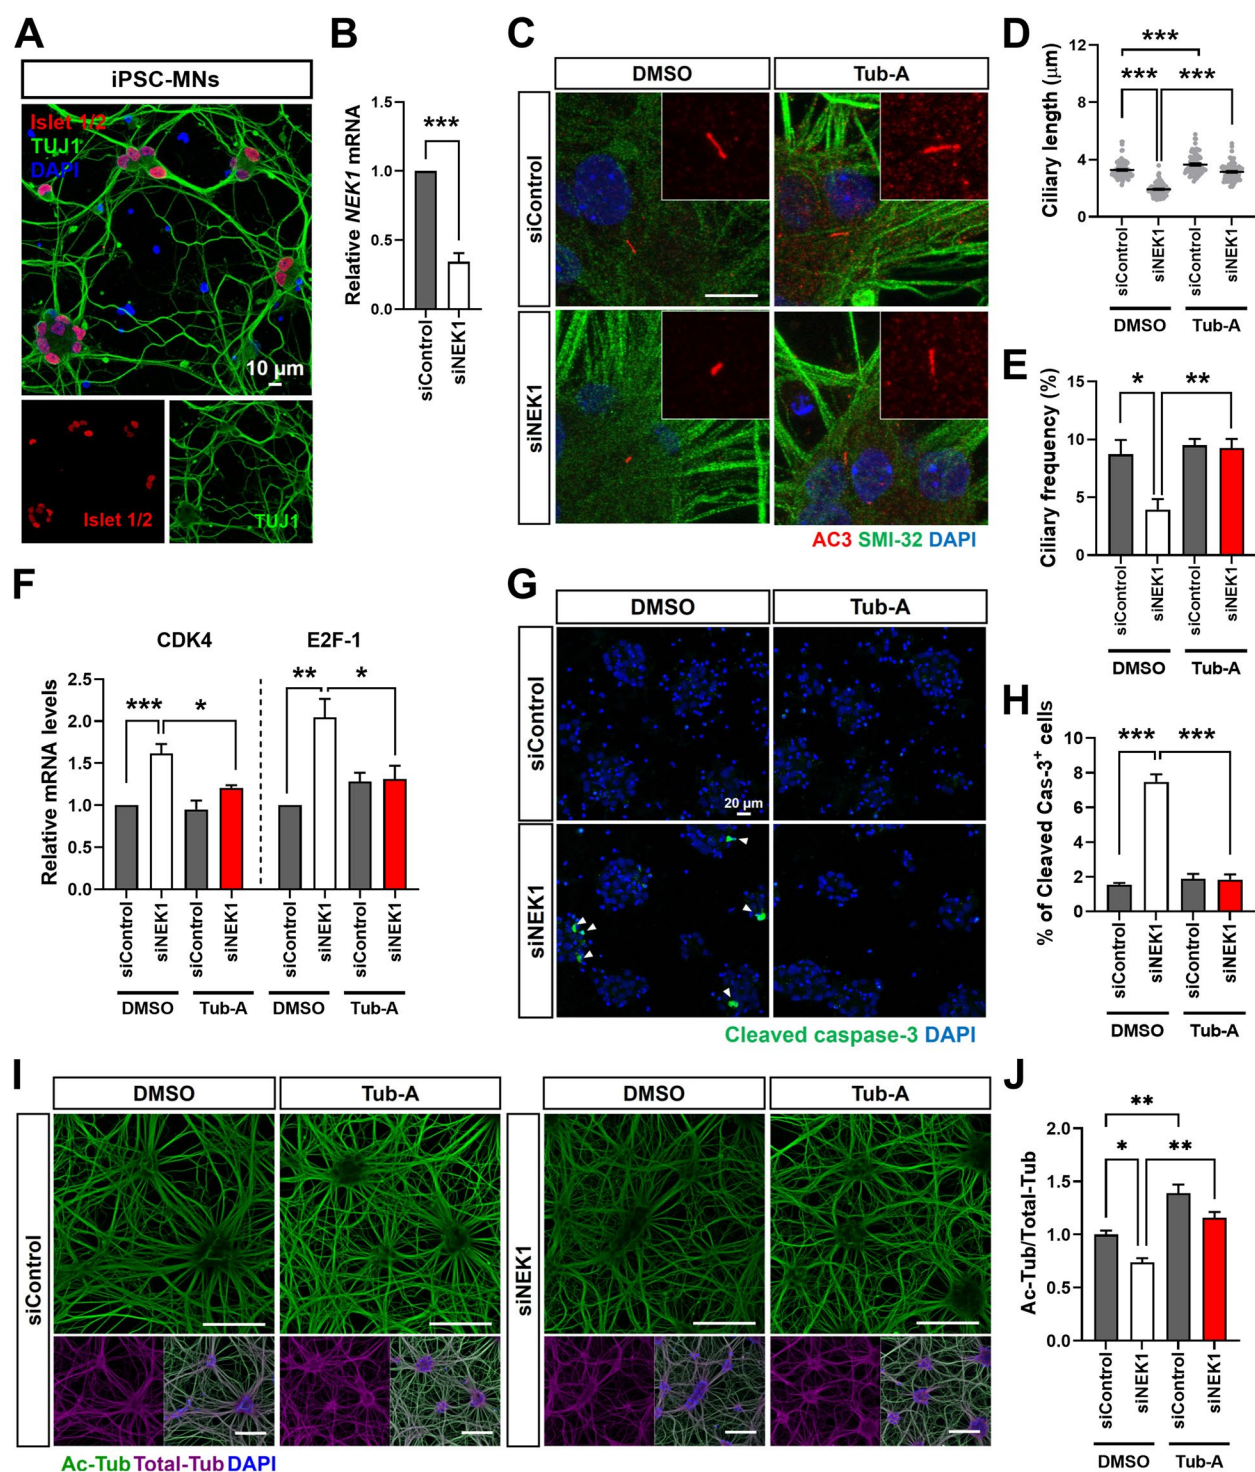 A
iPSC-MNs
Islet 1/2
TUJ1
DAPI
10 µm
Islet 1/2
TUJ1
B
Relative NEK1 mRNA
1.5
1.0
0.5
0.0
***
siControl
siNEK1
C
DMSO
Tub-A
siControl
siNEK1
AC3 SMI-32 DAPI
D
Ciliary length (µm)
12
8
4
0
***
*** ***
siControl
siNEK1
siControl
siNEK1
DMSO
Tub-A
E
Ciliary frequency (%)
15
10
5
0
* **
siControl
siNEK1
siControl
siNEK1
DMSO
Tub-A
F
CDK4
E2F-1
Relative mRNA levels
2.5
2.0
1.5
1.0
0.5
0.0
*** *
** *
siControl
siNEK1
siControl
siNEK1
siControl
siNEK1
siControl
siNEK1
DMSO
Tub-A
DMSO
Tub-A
G
DMSO
Tub-A
siControl
20 µm
siNEK1
Cleaved caspase-3 DAPI
H
% of Cleaved Cas-3⁺ cells
10
8
6
4
2
0
*** ***
siControl
siNEK1
siControl
siNEK1
DMSO
Tub-A
I
DMSO
Tub-A
siControl
DMSO
Tub-A
siNEK1
Ac-Tub Total-Tub DAPI
J
Ac-Tub/Total-Tub
2.0
1.5
1.0
0.5
0.0
**
* **
siControl
siNEK1
siControl
siNEK1
DMSO
Tub-A